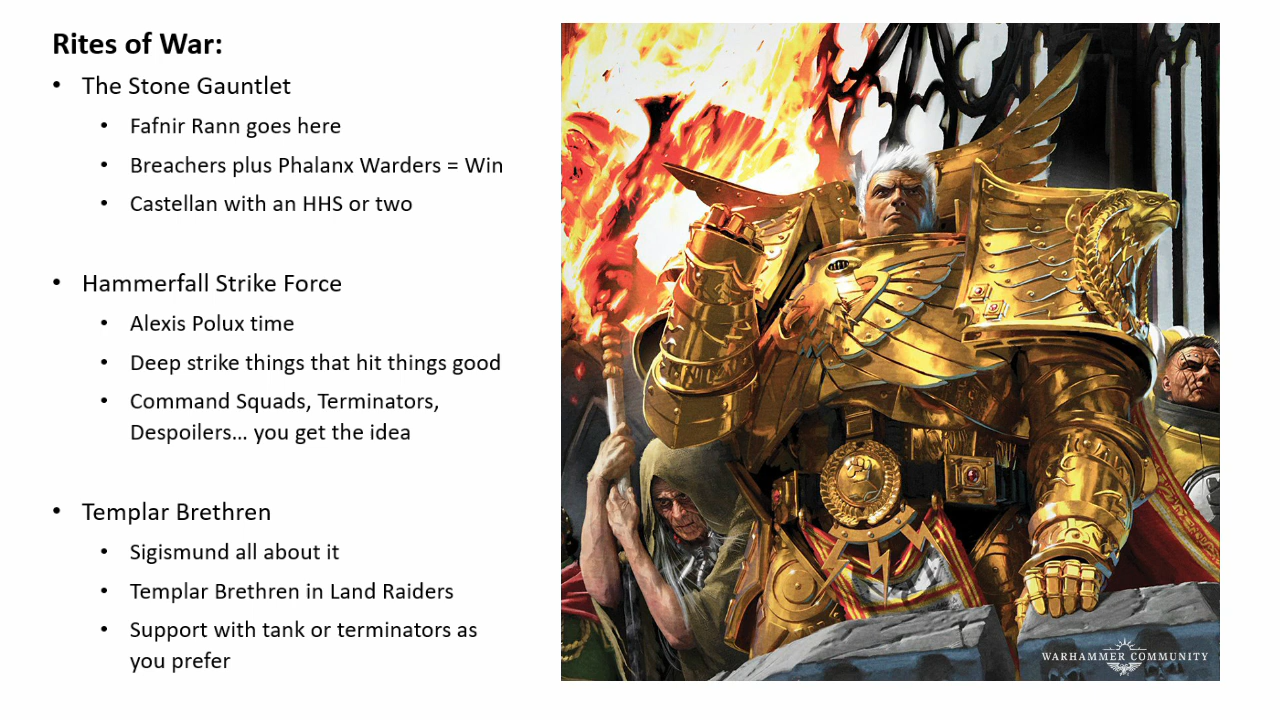 Rites of War:
• The Stone Gauntlet
• Fafnir Rann goes here
• Breachers plus Phalanx Warders = Win
• Castellan with an HHS or two
• Hammerfall Strike Force
• Alexis Polux time
• Deep strike things that hit things good
• Command Squads, Terminators,
Despoilers... you get the idea
• Templar Brethren
• Sigismund all about it
• Templar Brethren in Land Raiders
• Support with tank or terminators as
you prefer
WARHAMMER COMMUNITY